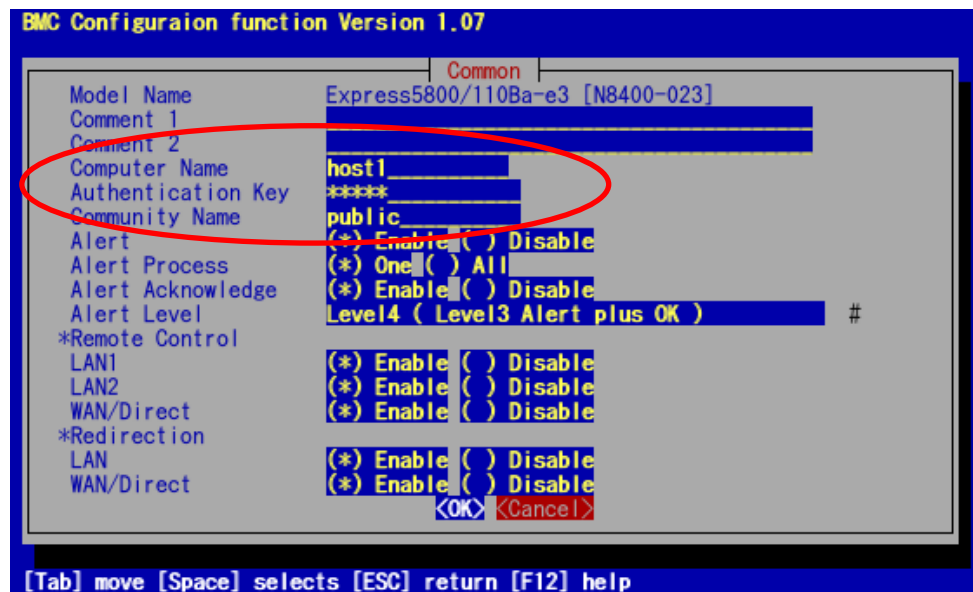 BMC Configuraion function Version 1.07
Common
Model Name Express5800/110Ba-e3 [N8400-023]
Comment 1
Comment 2
Computer Name host1
Authentication Key *****
Community Name public
Alert (*) Enable ( ) Disable
Alert Process (*) One ( ) All
Alert Acknowledge (*) Enable ( ) Disable
Alert Level Level4 ( Level3 Alert plus OK ) #
*Remote Control
LAN1 (*) Enable ( ) Disable
LAN2 (*) Enable ( ) Disable
WAN/Direct (*) Enable ( ) Disable
*Redirection
LAN (*) Enable ( ) Disable
WAN/Direct (*) Enable ( ) Disable
<OK> <Cancel>
[Tab] move [Space] selects [ESC] return [F12] help